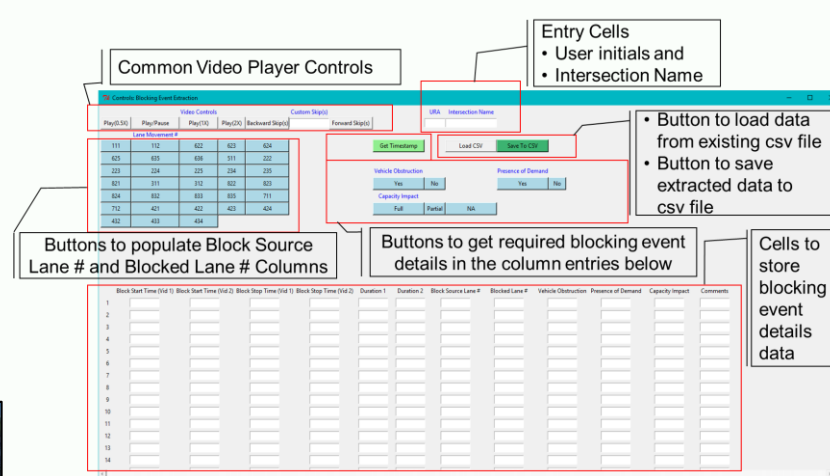 Entry Cells
• User initials and
• Intersection Name
Common Video Player Controls
Controls: Blocking Event Extraction
Video Controls Custom Skip(s) URA Intersection Name
Play(0.5X) Play/Pause Play(1X) Play(2X) Backward Skip(s) Forward Skip(s)
Lane Movement #
111 112 622 623 624
625 635 636 511 222
223 224 225 234 235
821 311 312 822 823
824 832 833 835 711
712 421 422 423 424
432 433 434
Get Timestamp Load CSV Save To CSV
Vehicle Obstruction Presence of Demand
Yes No Yes No
Capacity Impact
Full Partial NA
• Button to load data
from existing csv file
• Button to save
extracted data to
csv file
Buttons to populate Block Source
Lane # and Blocked Lane # Columns
Buttons to get required blocking event
details in the column entries below
Cells to
store
blocking
event
details
data
Block Start Time (Vid 1) Block Start Time (Vid 2) Block Stop Time (Vid 1) Block Stop Time (Vid 2) Duration 1 Duration 2 Block Source Lane # Blocked Lane # Vehicle Obstruction Presence of Demand Capacity Impact Comments
1
2
3
4
5
6
7
8
9
10
11
12
13
14